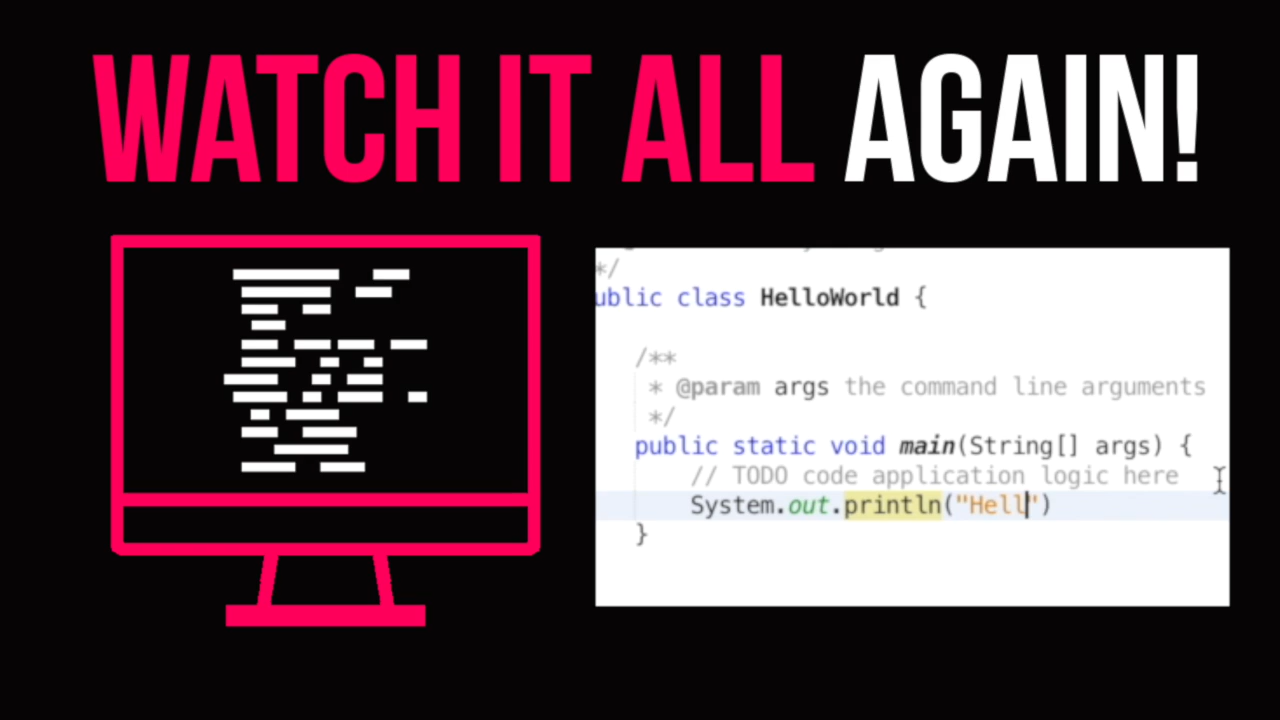 WATCH IT ALL AGAIN!
*/
ublic class HelloWorld {
/**
* @param args the command line arguments
*/
public static void main(String[] args) {
// TODO code application logic here
System.out.println("Hell")
}